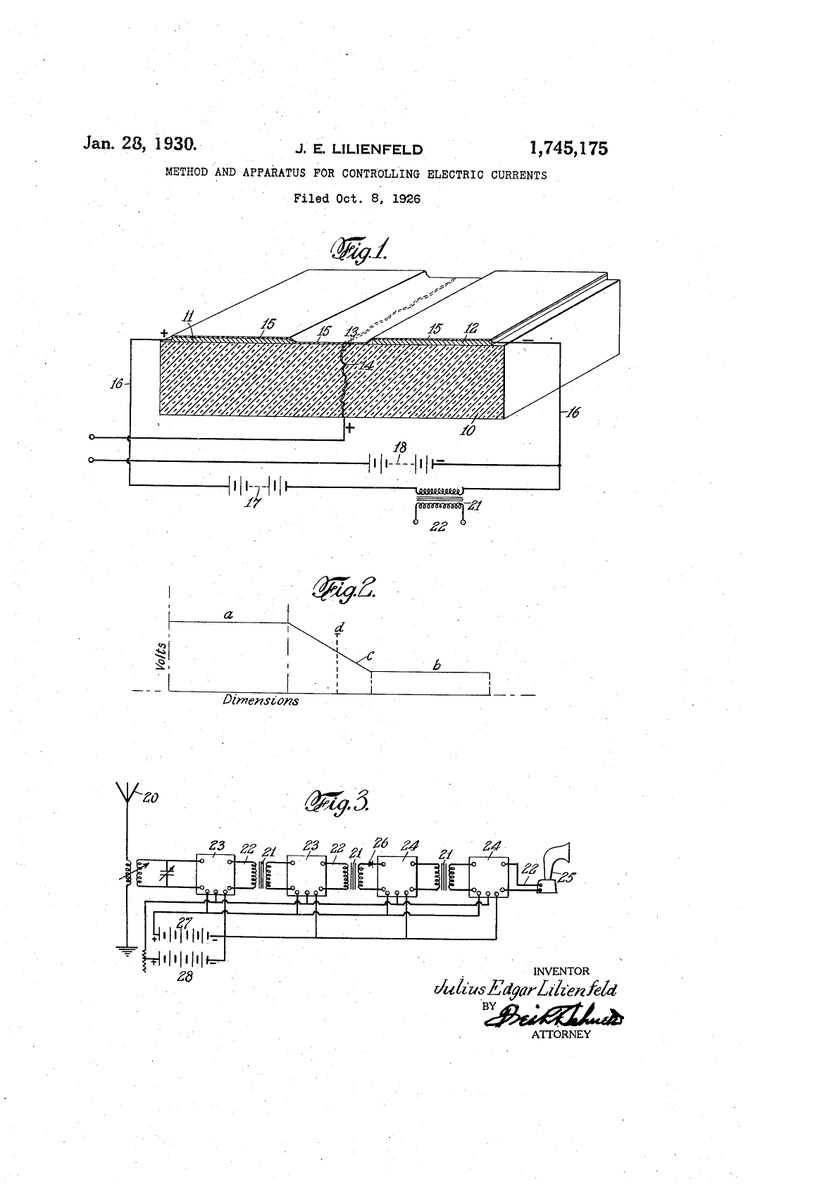 Jan. 28, 1930. J. E. LILIENFELD 1,745,175
METHOD AND APPARATUS FOR CONTROLLING ELECTRIC CURRENTS
Filed Oct. 8, 1926
Fig.1.
11 15 15 13 15 12
+ −
14
16 16
10
+
18
−
17 21
22
Fig.2.
a
d
Volts c b
Dimensions
20 Fig.3.
23 22 21 23 22 21 26 24 21 24 22 25
27
+ −
+ −
28
INVENTOR
Julius Edgar Lilienfeld
BY
ATTORNEY